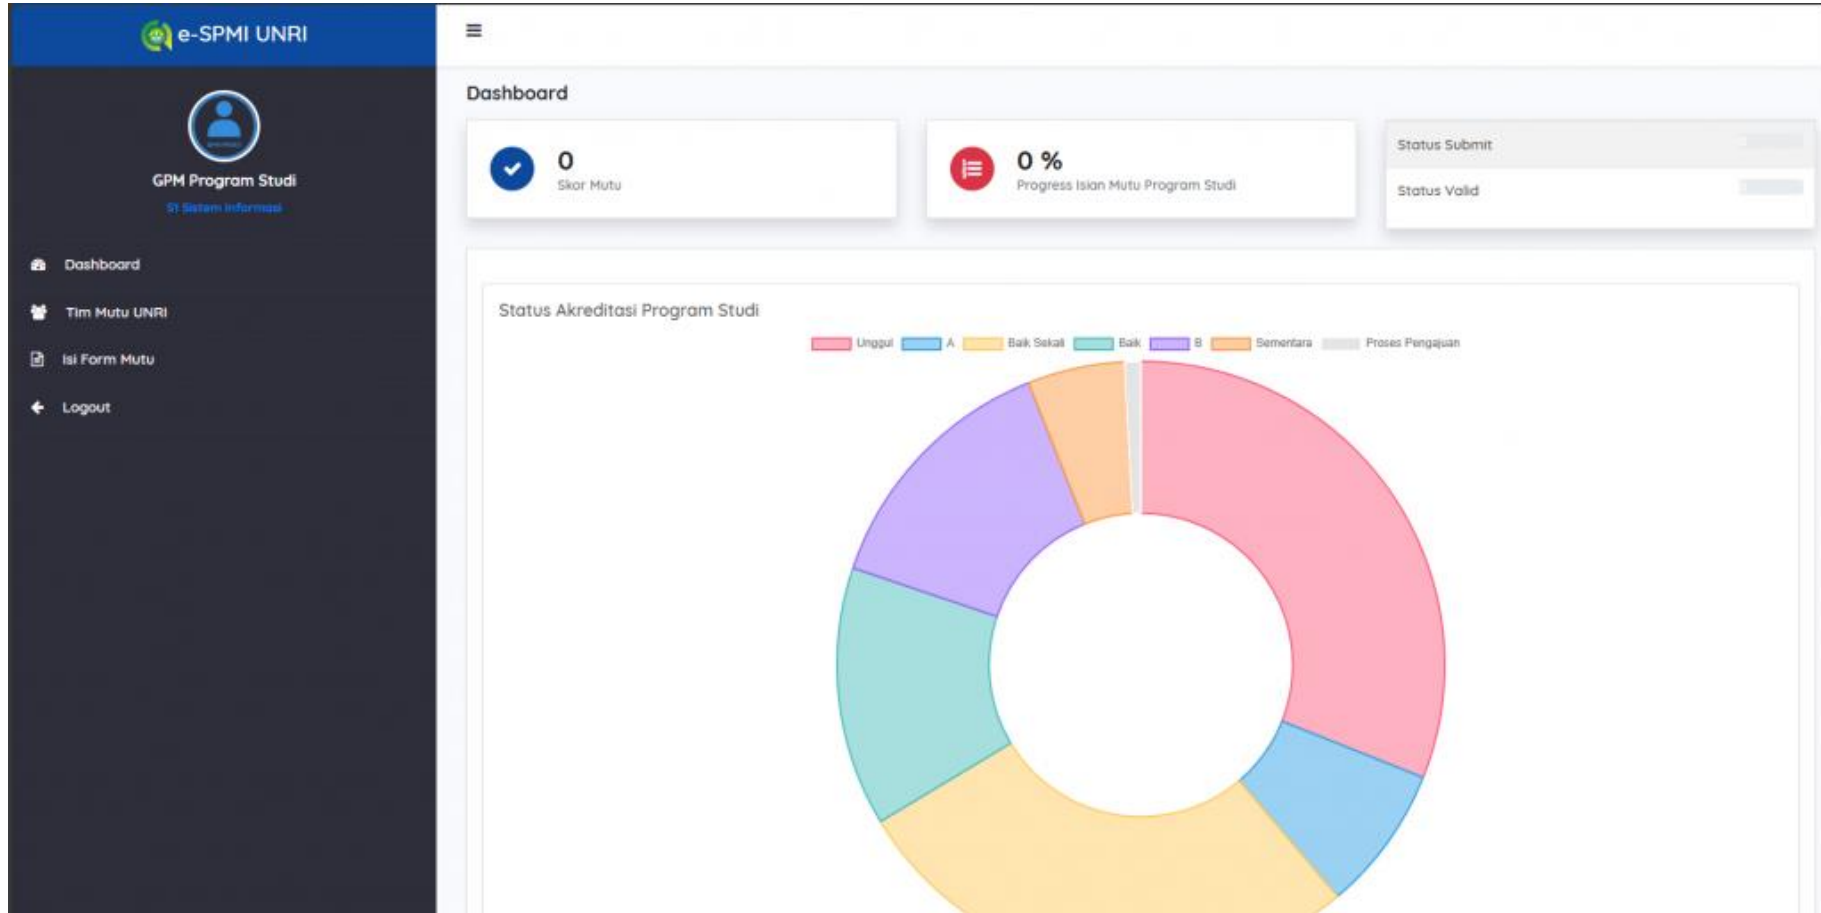 e-SPMI UNRI
GPM Program Studi
S1 Sistem Informasi
Dashboard
Tim Mutu UNRI
Isi Form Mutu
Logout
Dashboard
0
Skor Mutu
0 %
Progress Isian Mutu Program Studi
Status Submit
Status Valid
Status Akreditasi Program Studi
Unggul A Baik Sekali Baik B Sementara Proses Pengajuan